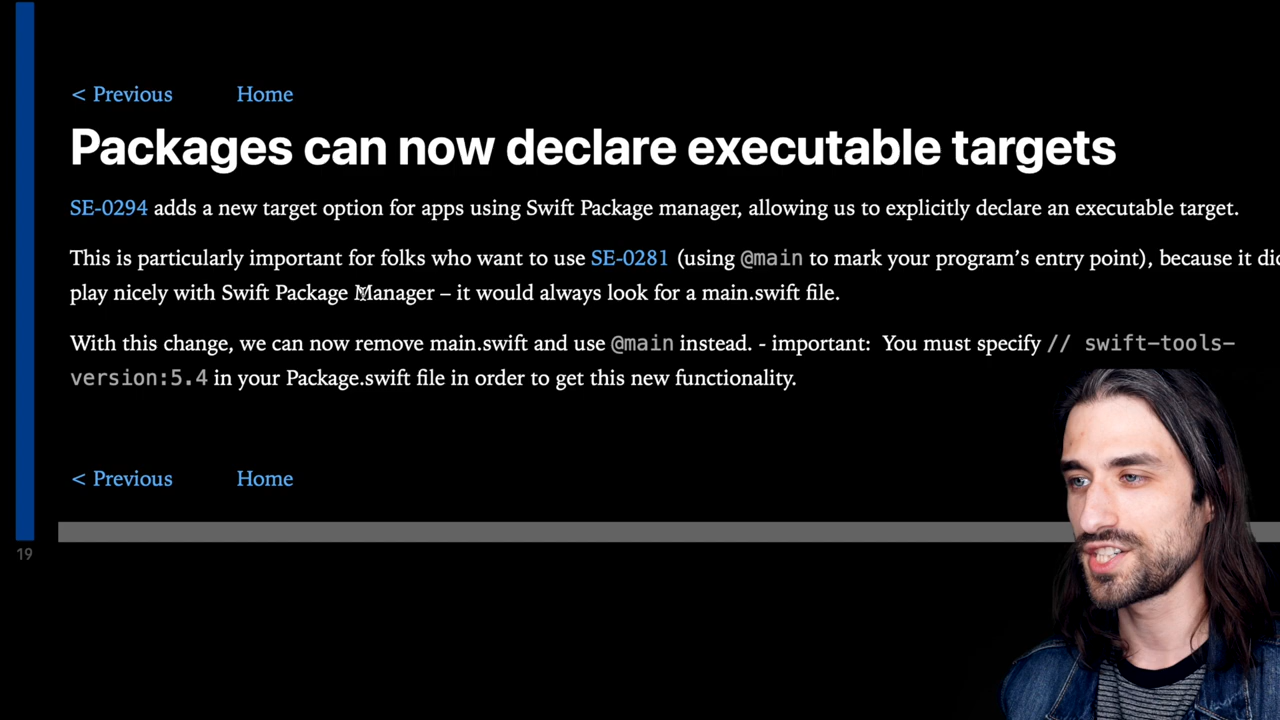 < Previous Home
Packages can now declare executable targets
SE-0294 adds a new target option for apps using Swift Package manager, allowing us to explicitly declare an executable target.
This is particularly important for folks who want to use SE-0281 (using @main to mark your program’s entry point), because it
play nicely with Swift Package Manager – it would always look for a main.swift file.
With this change, we can now remove main.swift and use @main instead. - important: You must specify // swift-tools-
version:5.4 in your Package.swift file in order to get this new functionality.
< Previous Home
19